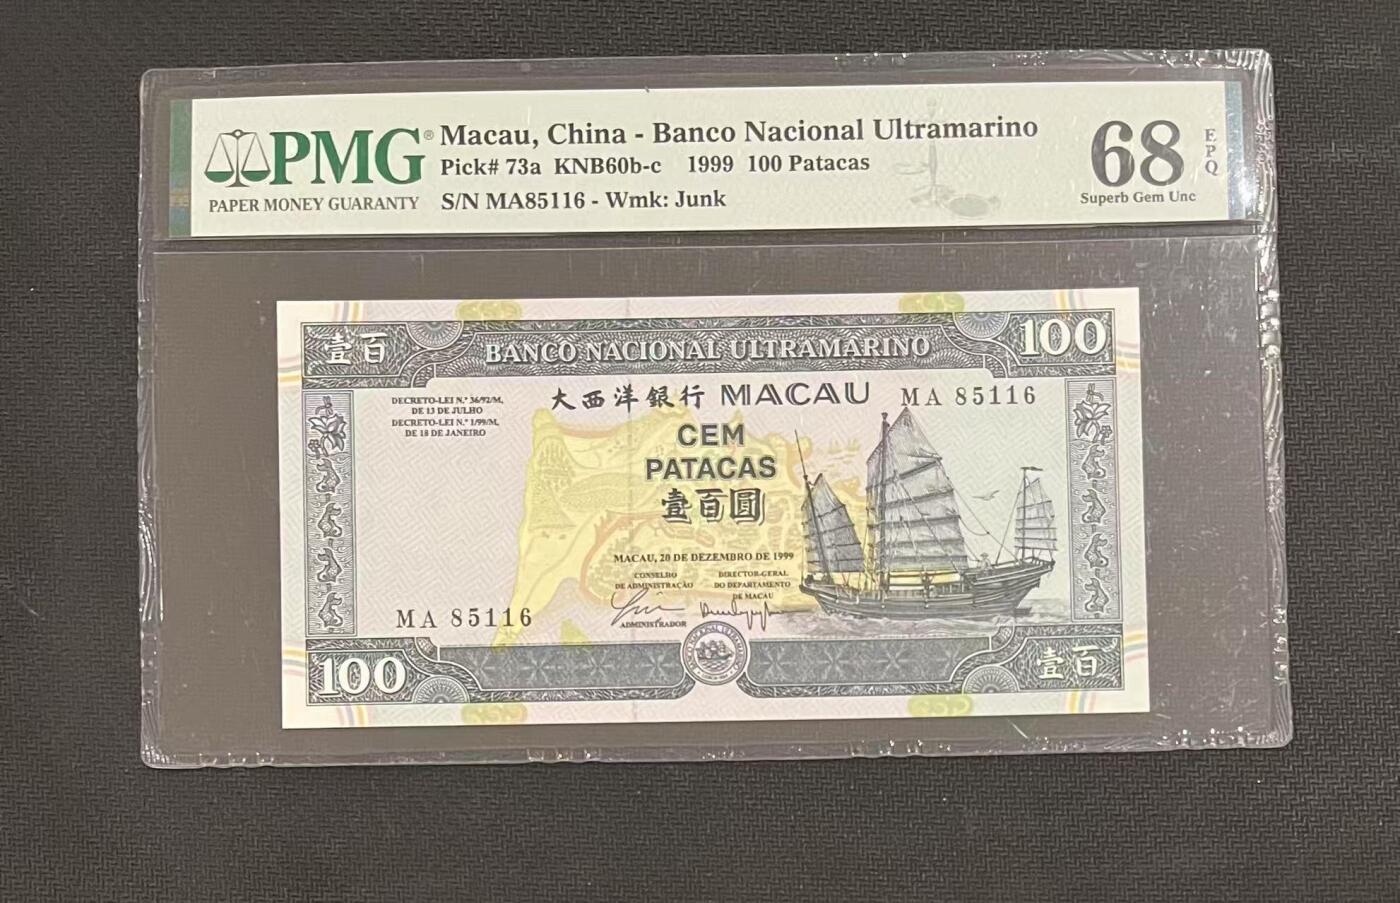 PMG® Macau, China - Banco Nacional Ultramarino
Pick# 73a KNB60b-c 1999 100 Patacas
PAPER MONEY GUARANTY S/N MA85116 - Wmk: Junk
68 EPQ
Superb Gem Unc
壹百 BANCO NACIONAL ULTRAMARINO 100
大西洋銀行 MACAU MA 85116
DECRETO-LEI N.º 36/92/M,
DE 13 DE JULHO
DECRETO-LEI N.º 1/99/M,
DE 18 DE JANEIRO
CEM
PATACAS
壹百圓
MACAU, 20 DE DEZEMBRO DE 1999
CONSELHO
DE ADMINISTRAÇÃO
DIRECTOR-GERAL
DO DEPARTAMENTO
DE MACAU
ADMINISTRADOR
MA 85116
100 壹百